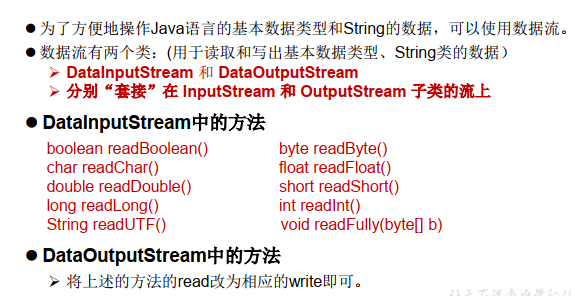 ● 为了方便地操作Java语言的基本数据类型和String的数据，可以使用数据流。
● 数据流有两个类：(用于读取和写出基本数据类型、String类的数据）
➢ DataInputStream 和 DataOutputStream
➢ 分别“套接”在 InputStream 和 OutputStream 子类的流上
● DataInputStream中的方法
boolean readBoolean() byte readByte()
char readChar() float readFloat()
double readDouble() short readShort()
long readLong() int readInt()
String readUTF() void readFully(byte[] b)
● DataOutputStream中的方法
➢ 将上述的方法的read改为相应的write即可。